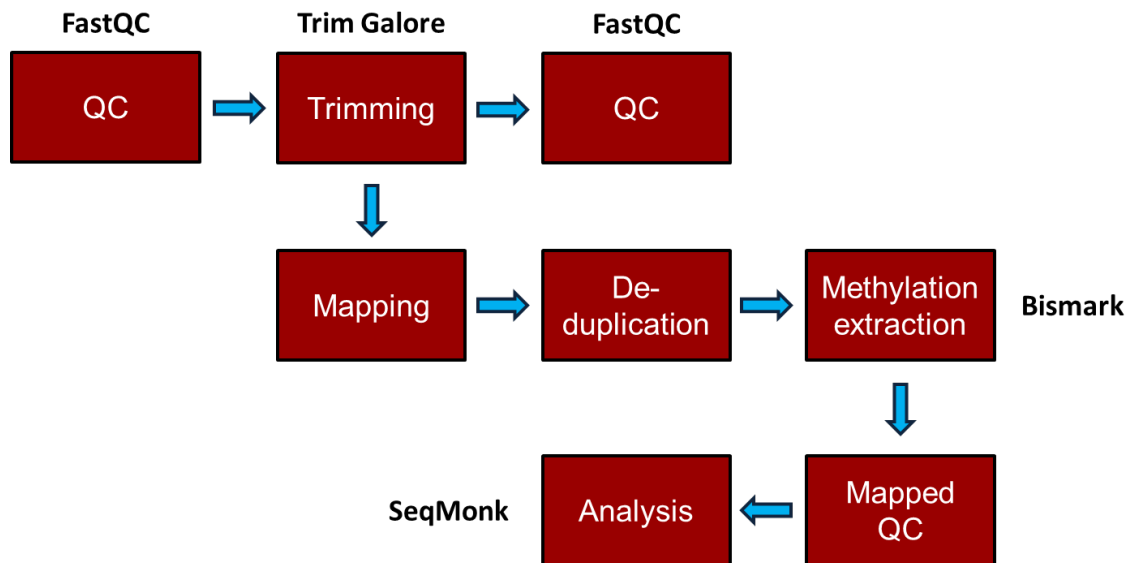 FastQC
Trim Galore
FastQC
QC
Trimming
QC
Mapping
De-
duplication
Methylation
extraction
Bismark
SeqMonk
Analysis
Mapped
QC